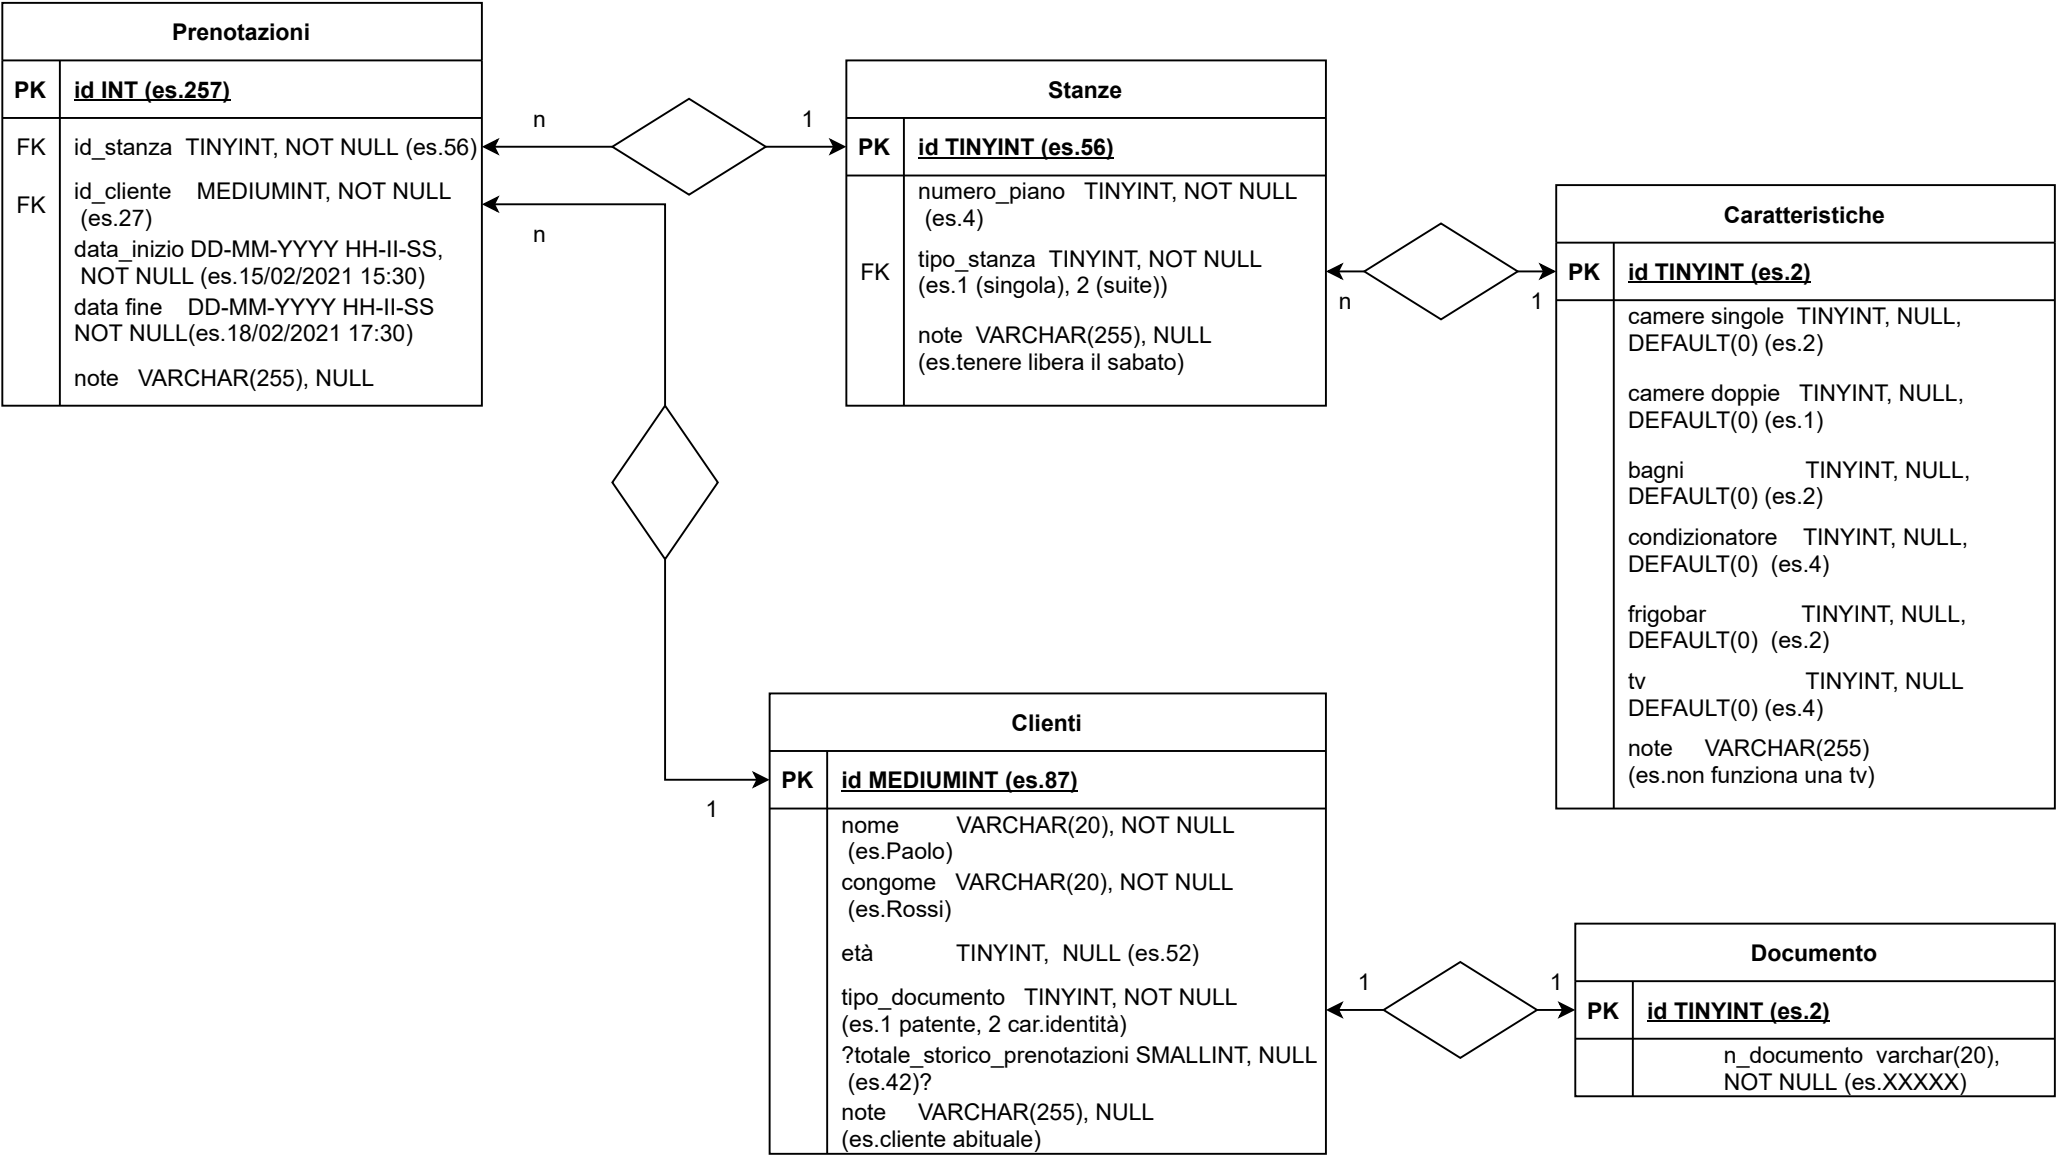 Prenotazioni
PK id INT (es.257)
FK id_stanza TINYINT, NOT NULL (es.56)
FK id_cliente MEDIUMINT, NOT NULL
(es.27)
data_inizio DD-MM-YYYY HH-II-SS,
NOT NULL (es.15/02/2021 15:30)
data fine DD-MM-YYYY HH-II-SS
NOT NULL(es.18/02/2021 17:30)
note VARCHAR(255), NULL
n
1
n
1
Stanze
PK id TINYINT (es.56)
numero_piano TINYINT, NOT NULL
(es.4)
FK tipo_stanza TINYINT, NOT NULL
(es.1 (singola), 2 (suite))
note VARCHAR(255), NULL
(es.tenere libera il sabato)
n
1
Caratteristiche
PK id TINYINT (es.2)
camere singole TINYINT, NULL,
DEFAULT(0) (es.2)
camere doppie TINYINT, NULL,
DEFAULT(0) (es.1)
bagni TINYINT, NULL,
DEFAULT(0) (es.2)
condizionatore TINYINT, NULL,
DEFAULT(0) (es.4)
frigobar TINYINT, NULL,
DEFAULT(0) (es.2)
tv TINYINT, NULL
DEFAULT(0) (es.4)
note VARCHAR(255)
(es.non funziona una tv)
Clienti
PK id MEDIUMINT (es.87)
nome VARCHAR(20), NOT NULL
(es.Paolo)
congome VARCHAR(20), NOT NULL
(es.Rossi)
età TINYINT, NULL (es.52)
tipo_documento TINYINT, NOT NULL
(es.1 patente, 2 car.identità)
?totale_storico_prenotazioni SMALLINT, NULL
(es.42)?
note VARCHAR(255), NULL
(es.cliente abituale)
1
1
Documento
PK id TINYINT (es.2)
n_documento varchar(20),
NOT NULL (es.XXXXX)